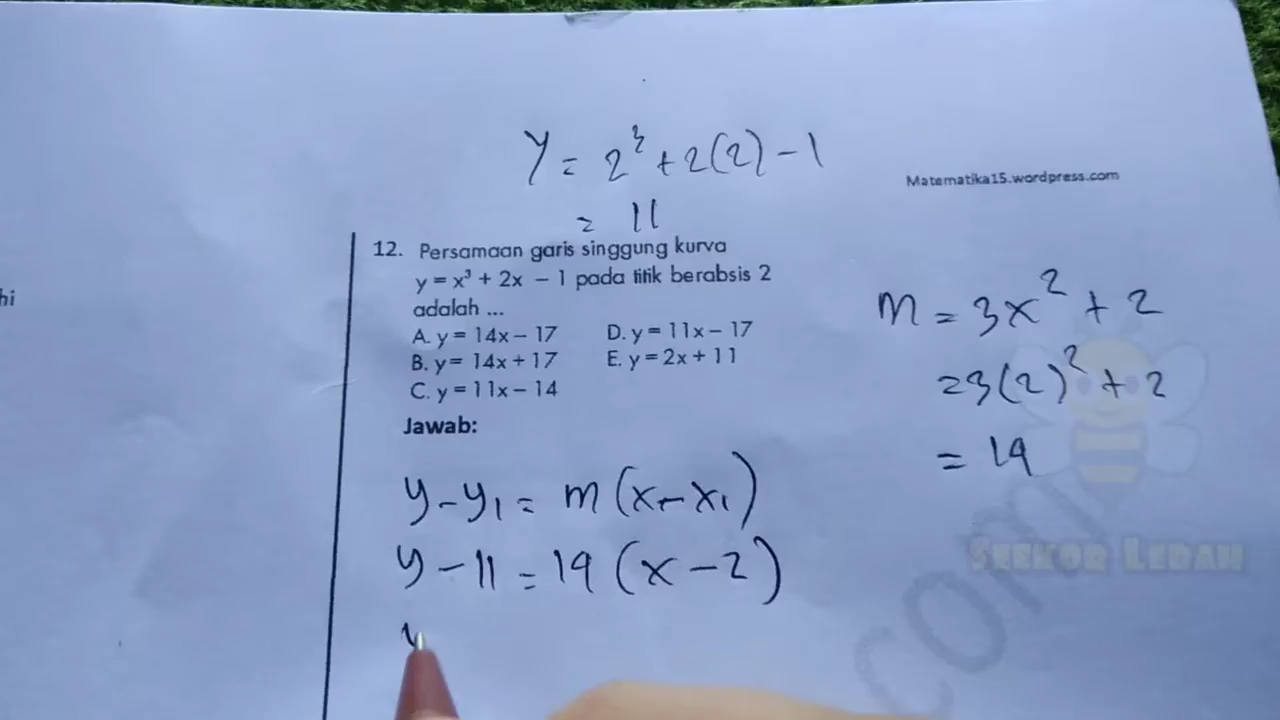 y = 2³ + 2(2) - 1
= 11
Matematika15.wordpress.com
hi
12. Persamaan garis singgung kurva
y = x³ + 2x – 1 pada titik berabsis 2
adalah ...
A. y = 14x – 17 D. y = 11x – 17
B. y = 14x + 17 E. y = 2x + 11
C. y = 11x – 14
Jawab:
m = 3x² + 2
= 3(2)² + 2
= 14
y - y₁ = m(x - x₁)
y - 11 = 14(x - 2)
SEEKOR LEBAH
com